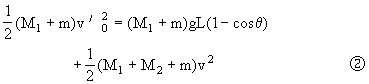 1/2(M₁ + m)v′₀² = (M₁ + m)gL(1 − cosθ)
+ 1/2(M₁ + M₂ + m)v² ②